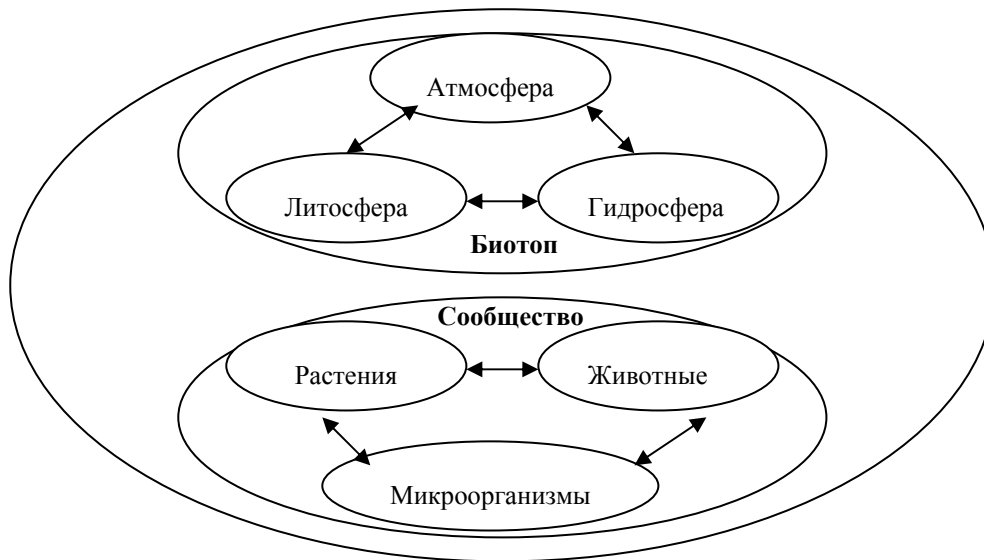 Атмосфера
Литосфера
Гидросфера
Биотоп
Сообщество
Растения
Животные
Микроорганизмы